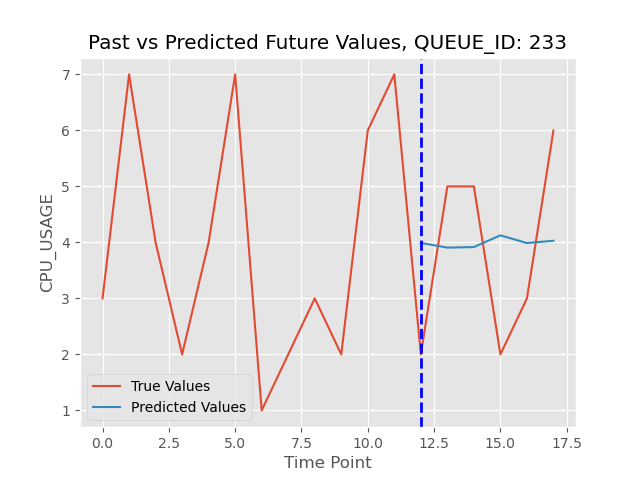 Past vs Predicted Future Values, QUEUE_ID: 233
CPU_USAGE
7
6
5
4
3
2
1
True Values
Predicted Values
0.0 2.5 5.0 7.5 10.0 12.5 15.0 17.5
Time Point